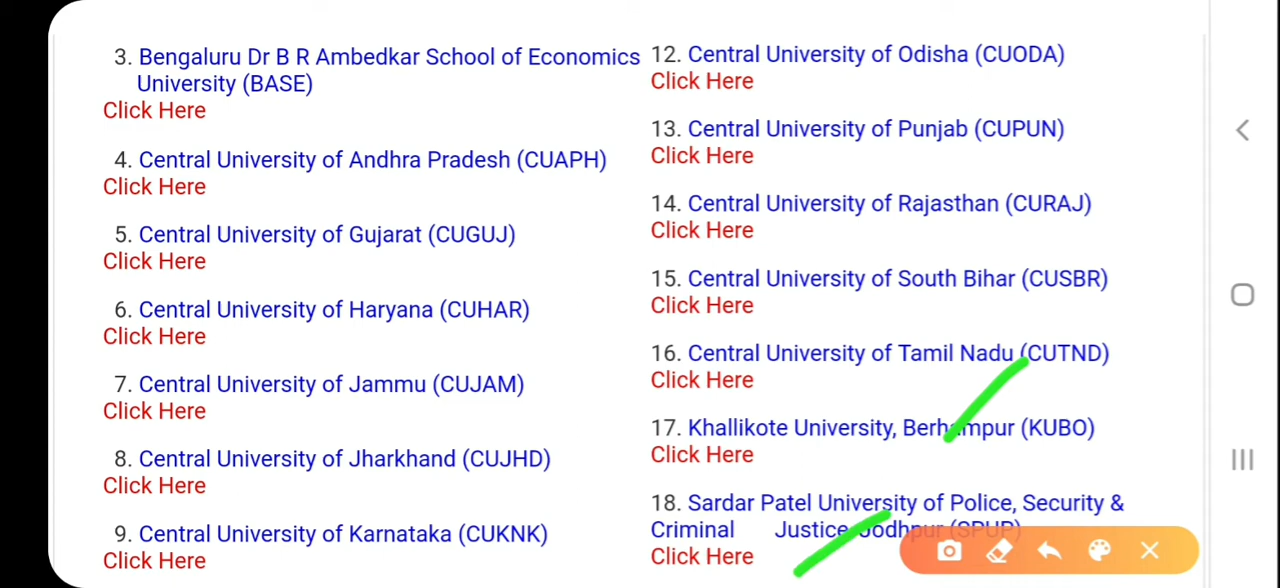 3. Bengaluru Dr B R Ambedkar School of Economics
University (BASE)
Click Here
4. Central University of Andhra Pradesh (CUAPH)
Click Here
5. Central University of Gujarat (CUGUJ)
Click Here
6. Central University of Haryana (CUHAR)
Click Here
7. Central University of Jammu (CUJAM)
Click Here
8. Central University of Jharkhand (CUJHD)
Click Here
9. Central University of Karnataka (CUKNK)
Click Here
12. Central University of Odisha (CUODA)
Click Here
13. Central University of Punjab (CUPUN)
Click Here
14. Central University of Rajasthan (CURAJ)
Click Here
15. Central University of South Bihar (CUSBR)
Click Here
16. Central University of Tamil Nadu (CUTND)
Click Here
17. Khallikote University, Berhampur (KUBO)
Click Here
18. Sardar Patel University of Police, Security &
Criminal Justice Jodhpur (SPUP)
Click Here